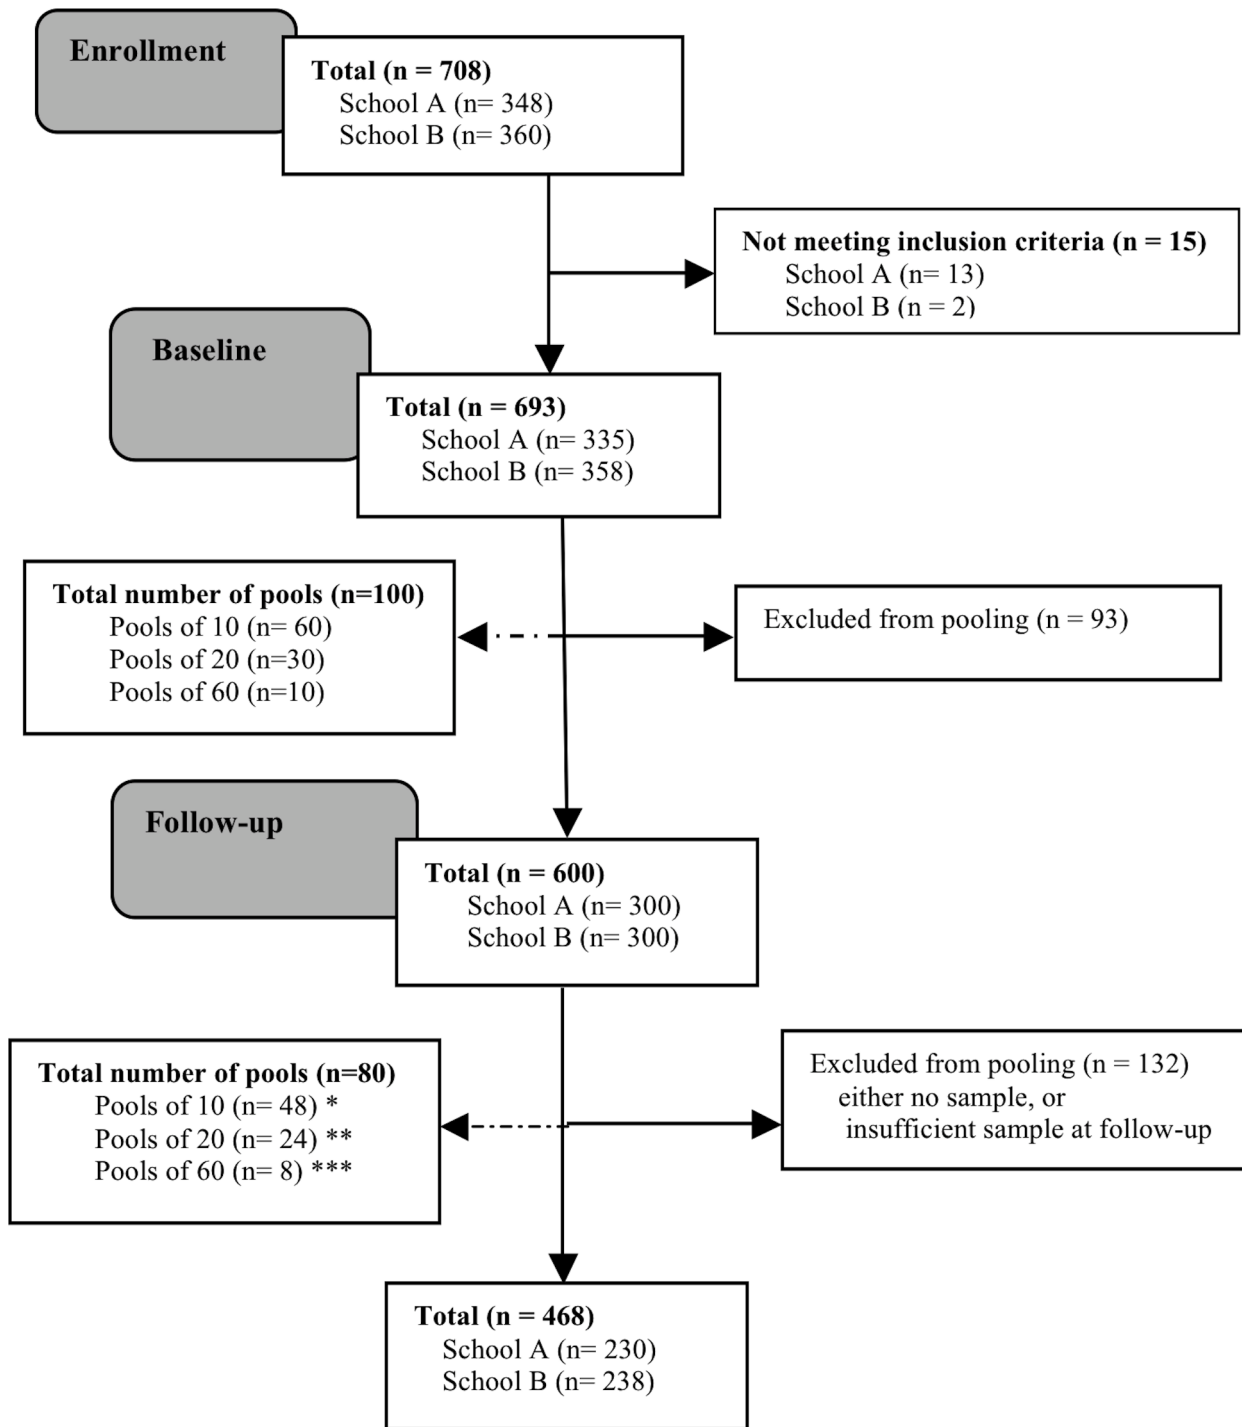 Enrollment
Total (n = 708)
School A (n= 348)
School B (n= 360)
Not meeting inclusion criteria (n = 15)
School A (n= 13)
School B (n = 2)
Baseline
Total (n = 693)
School A (n= 335)
School B (n= 358)
Total number of pools (n=100)
Pools of 10 (n= 60)
Pools of 20 (n=30)
Pools of 60 (n=10)
Excluded from pooling (n = 93)
Follow-up
Total (n = 600)
School A (n= 300)
School B (n= 300)
Total number of pools (n=80)
Pools of 10 (n= 48) *
Pools of 20 (n= 24) **
Pools of 60 (n= 8) ***
Excluded from pooling (n = 132)
either no sample, or
insufficient sample at follow-up
Total (n = 468)
School A (n= 230)
School B (n= 238)